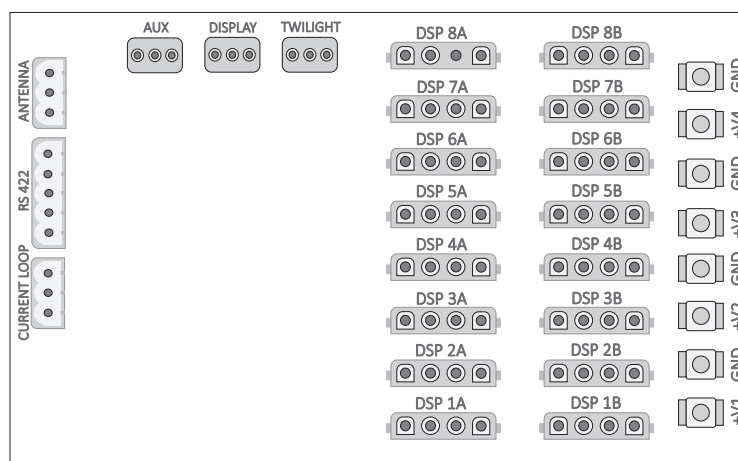 AUX DISPLAY TWILIGHT
DSP 8A DSP 8B
ANTENNA
GND
DSP 7A DSP 7B
+V4
DSP 6A DSP 6B
GND
RS 422
DSP 5A DSP 5B
+V3
DSP 4A DSP 4B
GND
CURRENT LOOP
DSP 3A DSP 3B
+V2
DSP 2A DSP 2B
GND
DSP 1A DSP 1B
+V1